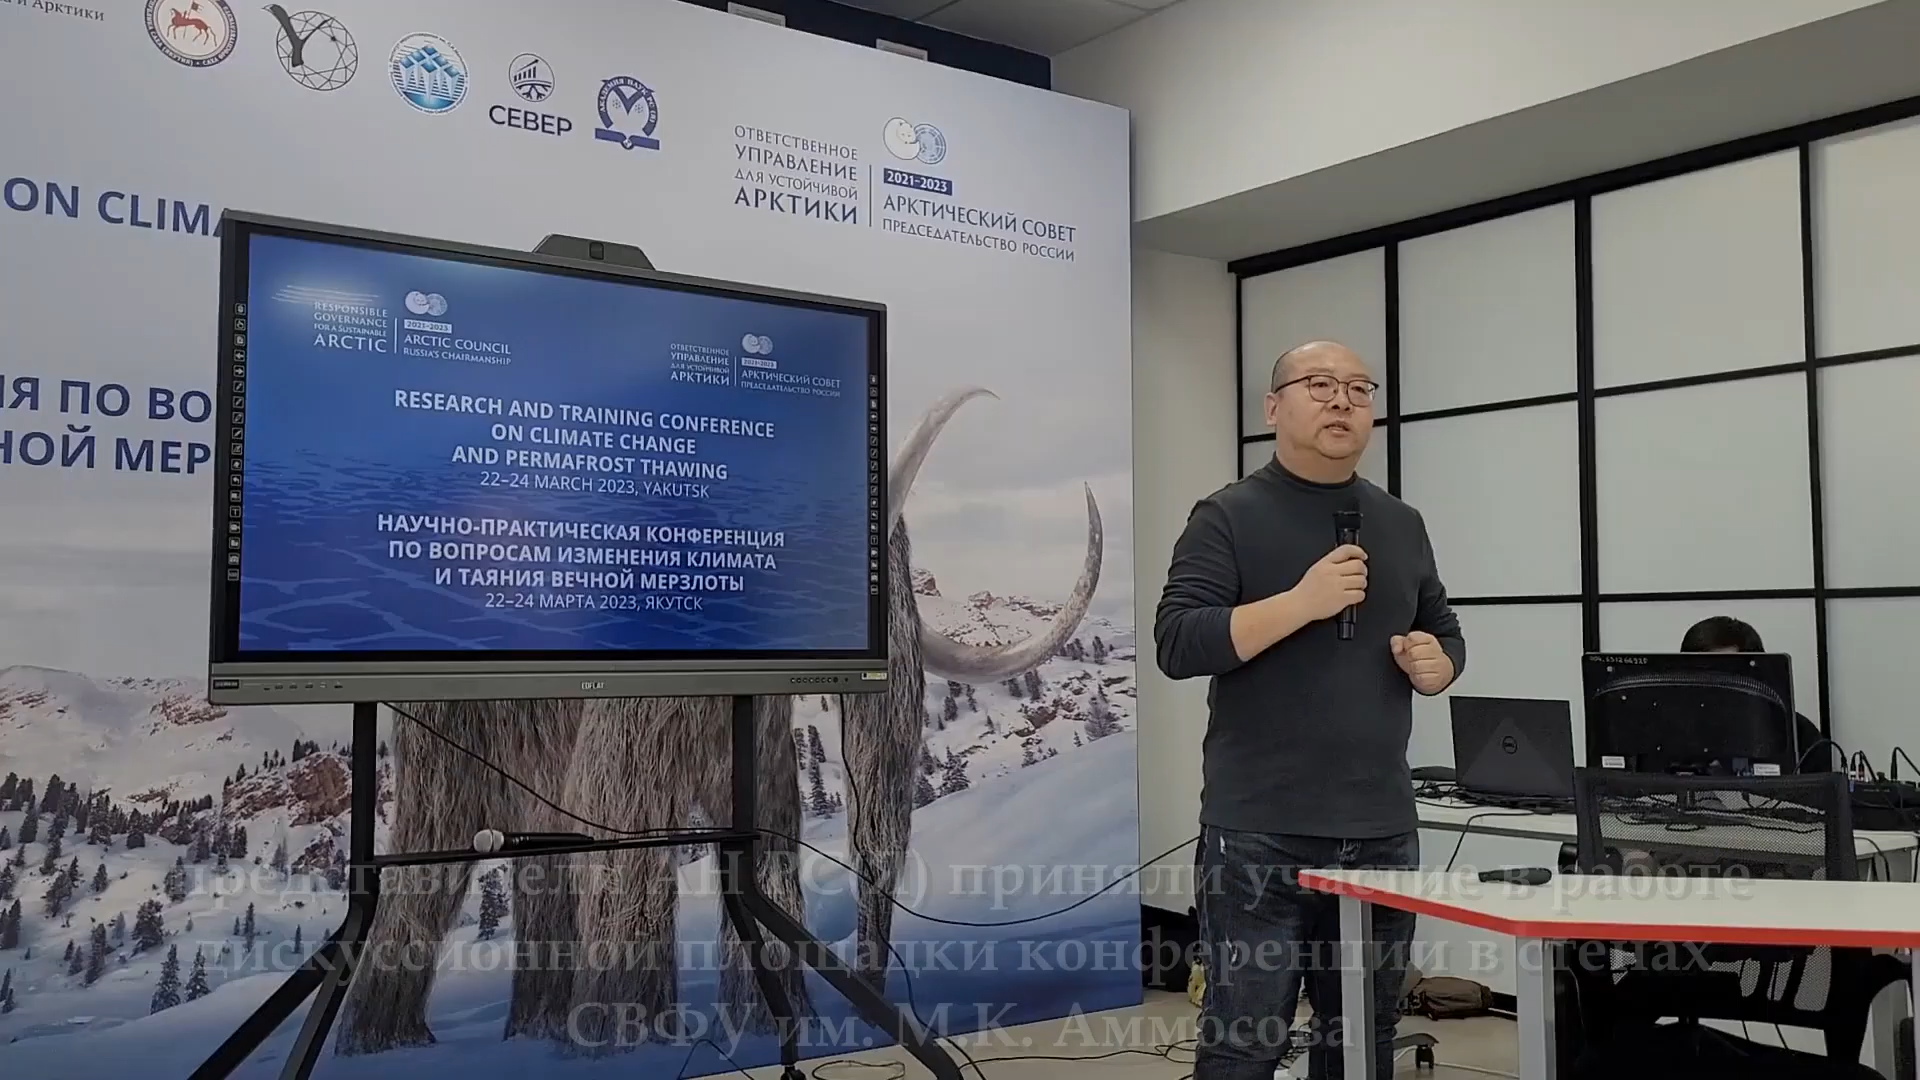 и Арктики
СЕВЕР
ОТВЕТСТВЕННОЕ
УПРАВЛЕНИЕ
ДЛЯ УСТОЙЧИВОЙ
АРКТИКИ
2021-2023
АРКТИЧЕСКИЙ СОВЕТ
ПРЕДСЕДАТЕЛЬСТВО РОССИИ
ON CLIMA
ИЯ ПО ВО
НОЙ МЕР
RESPONSIBLE
GOVERNANCE
FOR A SUSTAINABLE
ARCTIC
2021-2023
ARCTIC COUNCIL
RUSSIA'S CHAIRMANSHIP
ОТВЕТСТВЕННОЕ
УПРАВЛЕНИЕ
ДЛЯ УСТОЙЧИВОЙ
АРКТИКИ
2021-2023
АРКТИЧЕСКИЙ СОВЕТ
ПРЕДСЕДАТЕЛЬСТВО РОССИИ
RESEARCH AND TRAINING CONFERENCE
ON CLIMATE CHANGE
AND PERMAFROST THAWING
22–24 MARCH 2023, YAKUTSK
НАУЧНО-ПРАКТИЧЕСКАЯ КОНФЕРЕНЦИЯ
ПО ВОПРОСАМ ИЗМЕНЕНИЯ КЛИМАТА
И ТАЯНИЯ ВЕЧНОЙ МЕРЗЛОТЫ
22–24 МАРТА 2023, ЯКУТСК
EDFLAT
DELL
представители АН РС(Я) приняли участие в работе
дискуссионной площадки конференции в стенах
СВФУ им. М.К. Аммосова